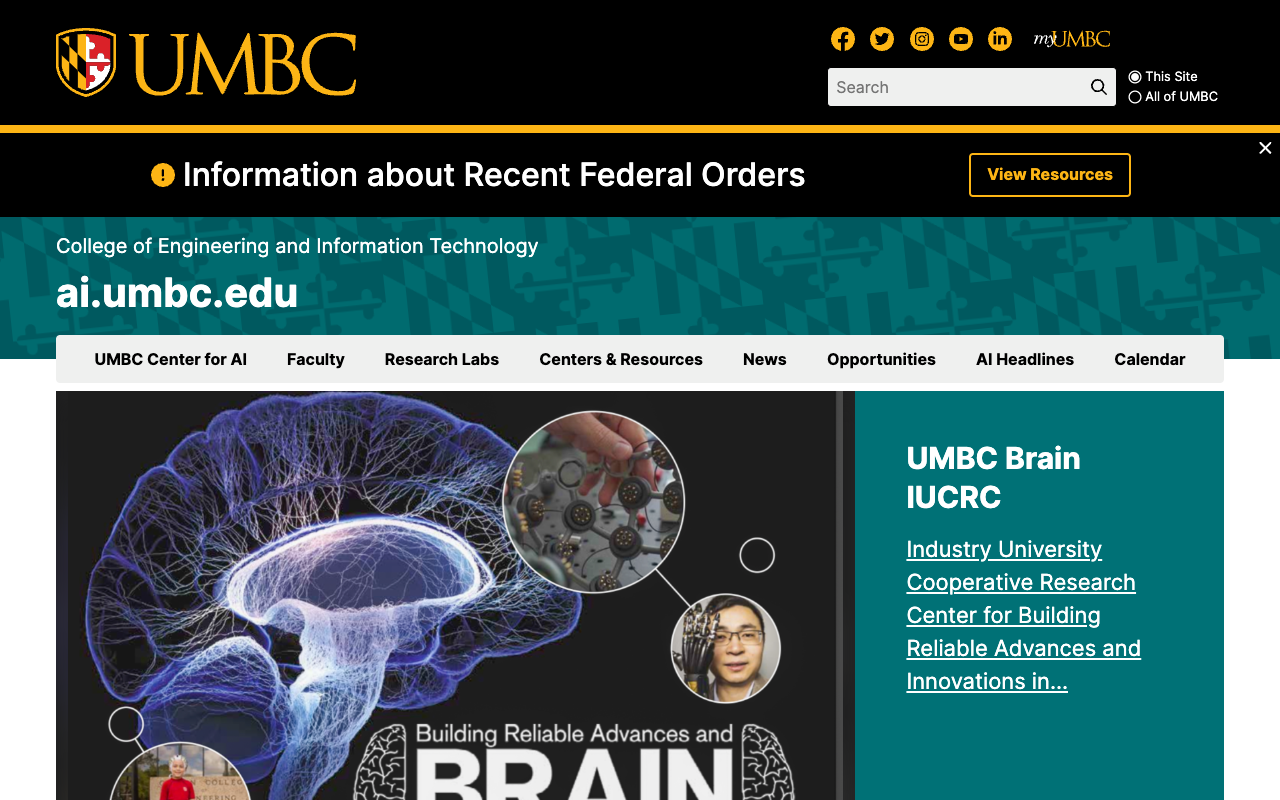 UMBC
myUMBC
Search
This Site
All of UMBC
Information about Recent Federal Orders
View Resources
College of Engineering and Information Technology
ai.umbc.edu
UMBC Center for AI
Faculty
Research Labs
Centers & Resources
News
Opportunities
AI Headlines
Calendar
UMBC Brain
IUCRC
Industry University
Cooperative Research
Center for Building
Reliable Advances and
Innovations in...
Building Reliable Advances and
BRAIN